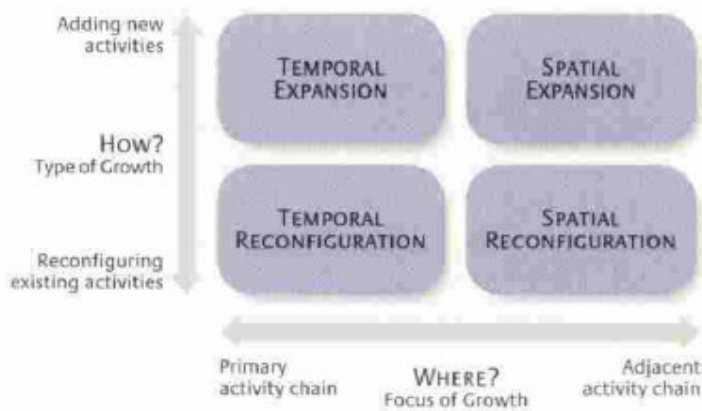 Adding new
activities
TEMPORAL
EXPANSION
SPATIAL
EXPANSION
HOW?
Type of Growth
TEMPORAL
RECONFIGURATION
SPATIAL
RECONFIGURATION
Reconfiguring
existing activities
Primary
activity chain
WHERE?
Focus of Growth
Adjacent
activity chain